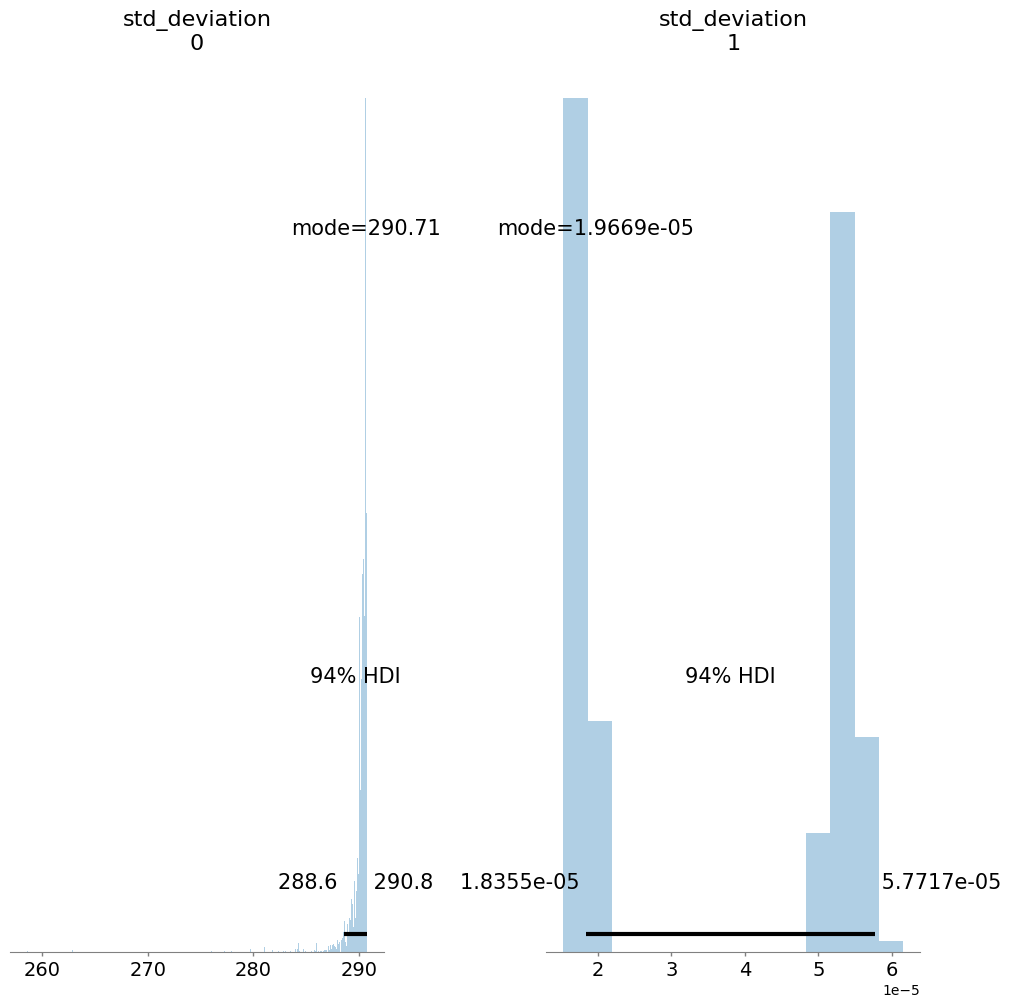 std_deviation
0
std_deviation
1
mode=290.71
mode=1.9669e-05
94% HDI
94% HDI
288.6
290.8
1.8355e-05
5.7717e-05
260
270
280
290
2
3
4
5
6
1e−5